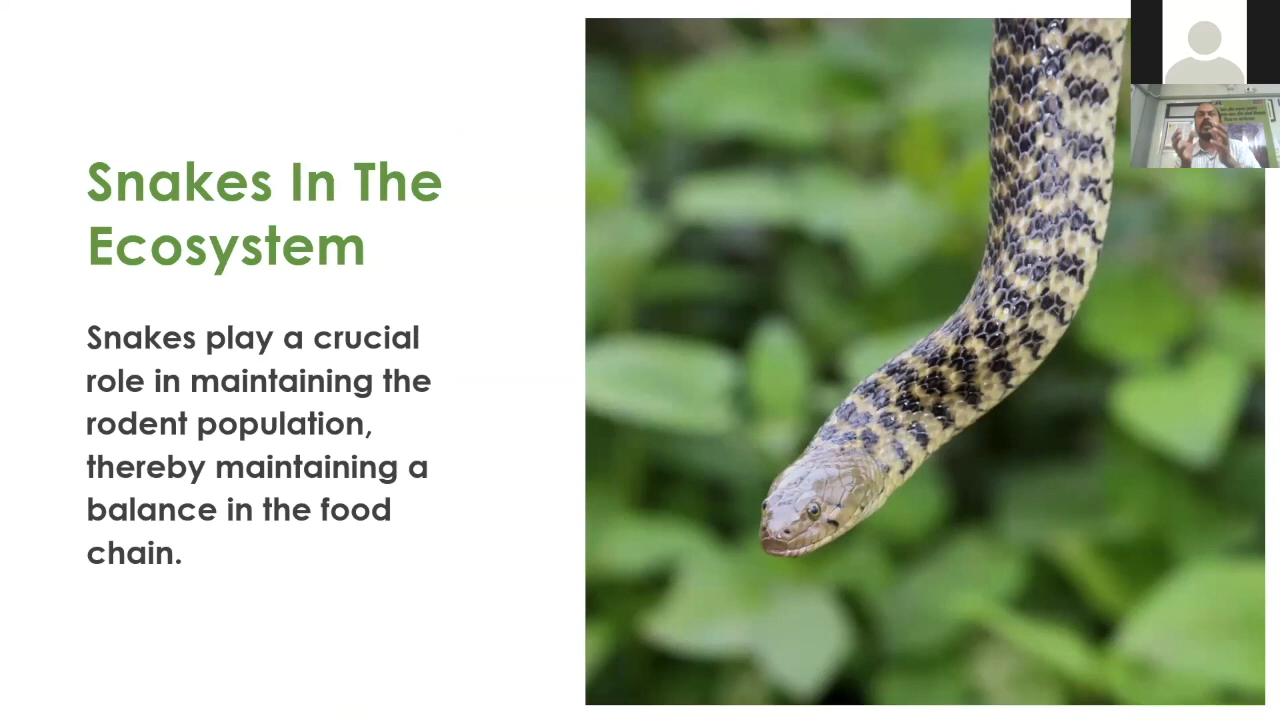 Snakes In The
Ecosystem
Snakes play a crucial
role in maintaining the
rodent population,
thereby maintaining a
balance in the food
chain.